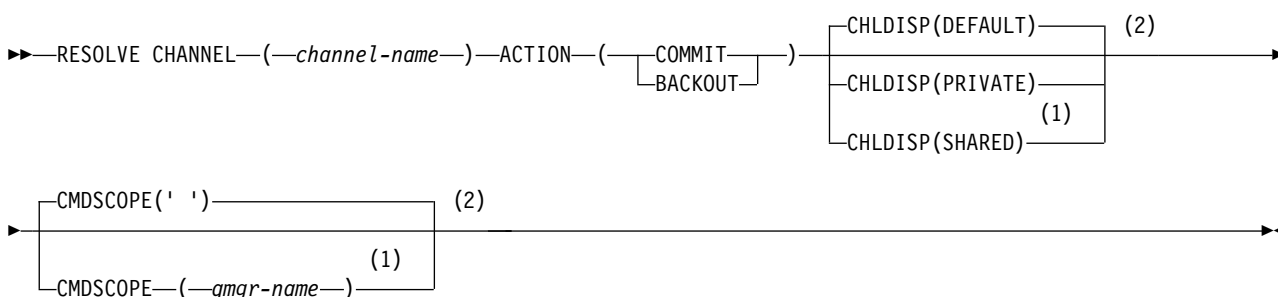 CHLDISP(DEFAULT) (2)
RESOLVE CHANNEL ( channel-name ) ACTION ( COMMIT )
BACKOUT
CHLDISP(PRIVATE)
(1)
CHLDISP(SHARED)
CMDSCOPE(' ') (2)
(1)
CMDSCOPE ( qmgr-name )